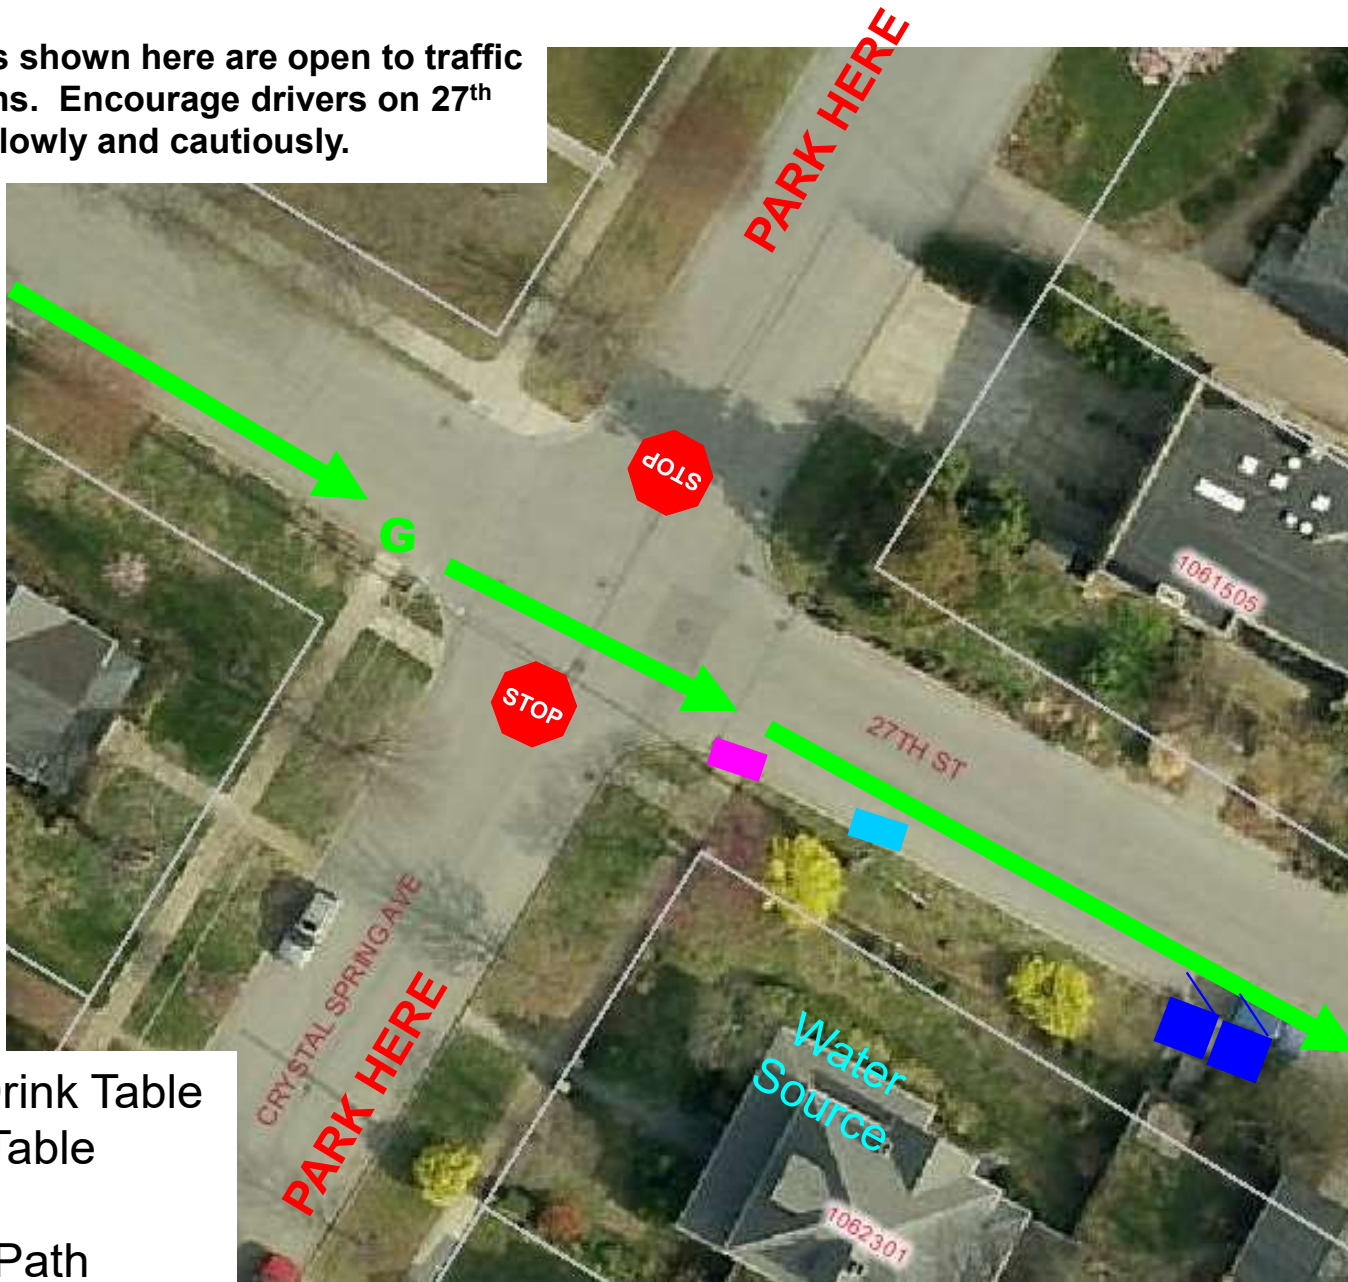 s shown here are open to traffic
ns. Encourage drivers on 27th
lowly and cautiously.
PARK HERE
STOP
G
1061505
STOP
27TH ST
CRYSTAL SPRING AVE
PARK HERE
Water
Source
1062301
Drink Table
Table
Path